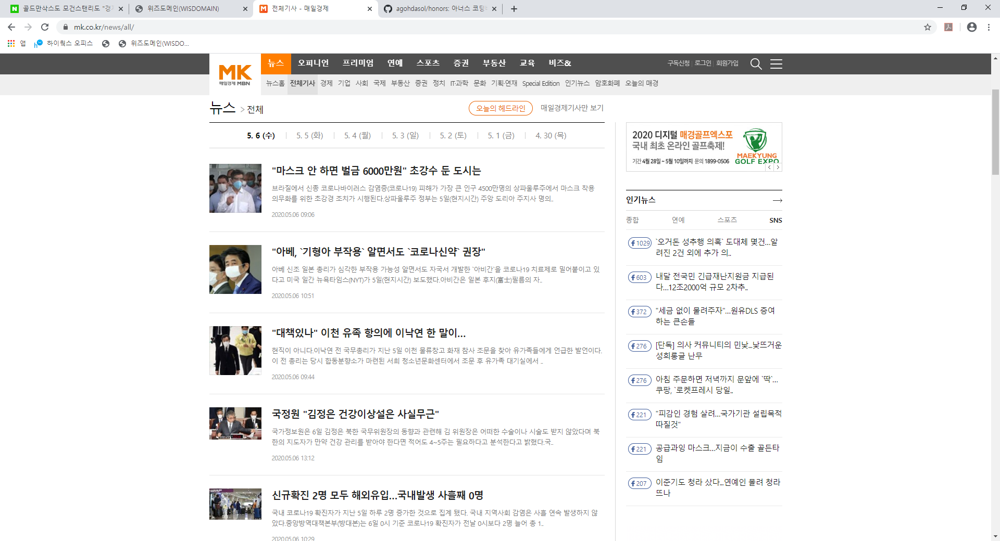 골드만삭스도 모건스탠리도 "경
위즈도메인(WISDOMAIN)
전체기사 - 매일경제
agohdasol/honors: 아너스 코딩
mk.co.kr/news/all/
앱
하이웍스 오피스
위즈도메인(WISDO...
MK
매일경제 MBN
뉴스 오피니언 프리미엄 연예 스포츠 증권 부동산 교육 비즈&
구독신청 로그인 회원가입
뉴스홈 전체기사 경제 기업 사회 국제 부동산 증권 정치 IT·과학 문화 기획·연재 Special Edition 인기뉴스 암호화폐 오늘의 매경
뉴스 > 전체
오늘의 헤드라인 매일경제기사만 보기
5. 6 (수) 5. 5 (화) 5. 4 (월) 5. 3 (일) 5. 2 (토) 5. 1 (금) 4. 30 (목)
"마스크 안 하면 벌금 6000만원" 초강수 둔 도시는
브라질에서 신종 코로나바이러스 감염증(코로나19) 피해가 가장 큰 인구 4500만명의 상파울루주에서 마스크 착용
의무화를 위한 초강경 조치가 시행된다.상파울루주 정부는 5일(현지시간) 주앙 도리아 주지사 명의..
2020.05.06 09:06
"아베, `기형아 부작용` 알면서도 `코로나신약` 권장"
아베 신조 일본 총리가 심각한 부작용 가능성 알면서도 자국서 개발한 `아비간`을 코로나19 치료제로 밀어붙이고 있
다고 미국 일간 뉴욕타임스(NYT)가 5일(현지시간) 보도했다.아비간은 일본 후지(富士)필름의 자..
2020.05.06 10:51
"대책있나" 이천 유족 항의에 이낙연 한 말이...
현직이 아니다.이낙연 전 국무총리가 지난 5일 이천 물류창고 화재 참사 조문을 찾아 유가족들에게 언급한 발언이다.
이 전 총리는 당시 합동분향소가 마련된 서희 청소년문화센터에서 조문 후 유가족 대기실에서 ..
2020.05.06 09:44
국정원 "김정은 건강이상설은 사실무근"
국가정보원은 6일 김정은 북한 국무위원장의 동향과 관련해 김 위원장은 어떠한 수술이나 시술도 받지 않았다며 북
한의 지도자가 만약 건강 관리를 받아야 한다면 적어도 4~5주는 필요하다고 분석한다고 밝혔다.국..
2020.05.06 13:12
신규확진 2명 모두 해외유입...국내발생 사흘째 0명
국내 코로나19 확진자가 지난 5일 하루 2명 증가한 것으로 집계 됐다. 국내 지역사회 감염은 사흘 연속 발생하지 않
았다.중앙방역대책본부(방대본)는 6일 0시 기준 코로나19 확진자가 전날 0시보다 2명 늘어 총 1..
2020.05.06 10:29
2020 디지털 매경골프엑스포
국내 최초 온라인 골프축제!
기간 4월 28일 ~ 5월 10일까지 문의 1899-0506
MAEKYUNG
GOLF EXPO
인기뉴스
종합 연예 스포츠 SNS
1029 `오거돈 성추행 의혹` 도대체 몇건...알
려진 2건 외에 추가 의..
603 내달 전국민 긴급재난지원금 지급된
다...12조2000억 규모 2차추..
372 "세금 없이 물려주자"...원유DLS 증여
하는 큰손들
276 [단독] 의사 커뮤니티의 민낯...낯뜨거운
성희롱글 난무
276 아침 주문하면 저녁까지 문앞에 `딱`...
쿠팡, `로켓프레시 당일..
221 "피감인 경험 살려...국가기관 설립목적
따질것"
221 공급과잉 마스크...지금이 수출 골든타
임
207 이준기도 청라 샀다...연예인 몰려 청라
뜨나